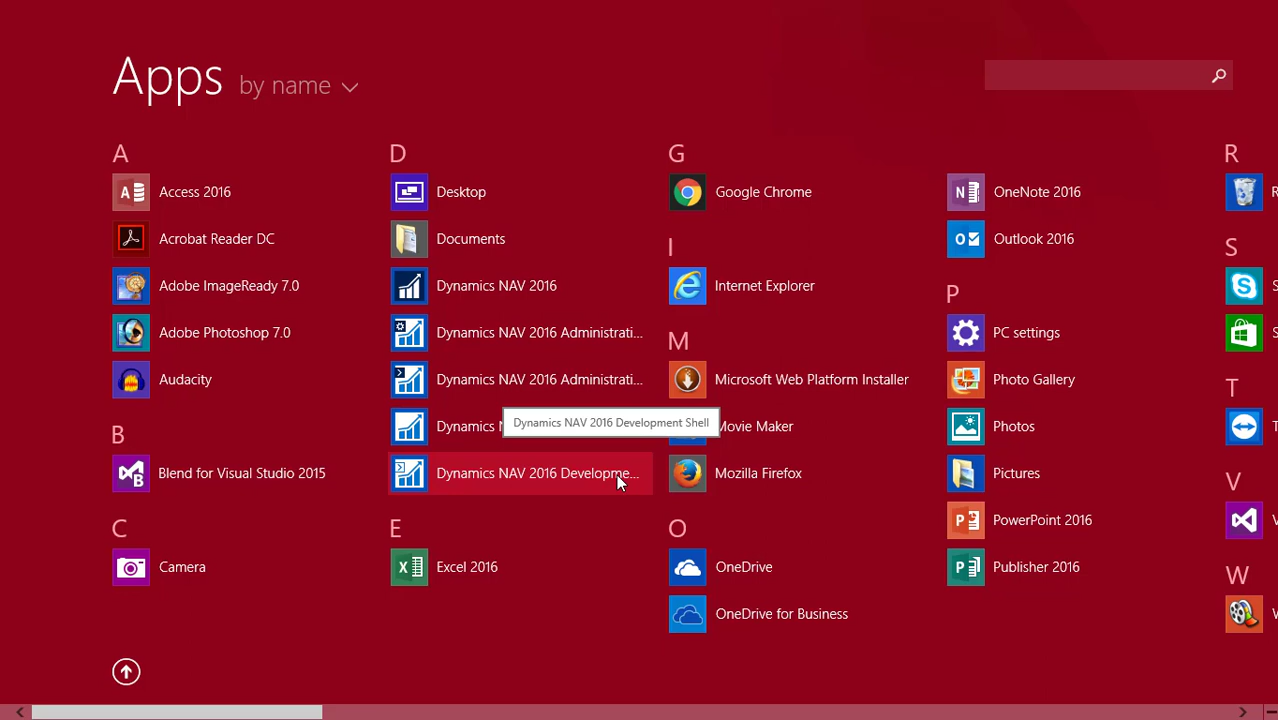 Apps by name
A
Access 2016
Acrobat Reader DC
Adobe ImageReady 7.0
Adobe Photoshop 7.0
Audacity
B
Blend for Visual Studio 2015
C
Camera
D
Desktop
Documents
Dynamics NAV 2016
Dynamics NAV 2016 Administrati...
Dynamics NAV 2016 Administrati...
Dynamics
Dynamics NAV 2016 Development Shell
Dynamics NAV 2016 Developme...
E
Excel 2016
G
Google Chrome
I
Internet Explorer
M
Microsoft Web Platform Installer
Movie Maker
Mozilla Firefox
O
OneDrive
OneDrive for Business
OneNote 2016
Outlook 2016
P
PC settings
Photo Gallery
Photos
Pictures
PowerPoint 2016
Publisher 2016
R
S
T
V
W